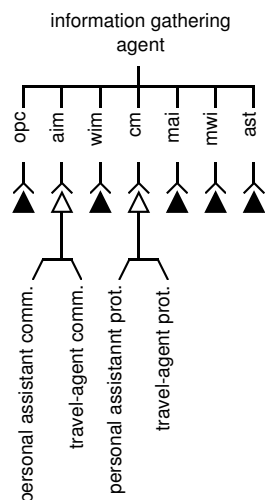 information gathering
agent
opc
aim
wim
cm
mai
mwi
ast
personal assistant comm.
travel-agent comm.
personal assistannt prot.
travel-agent prot.